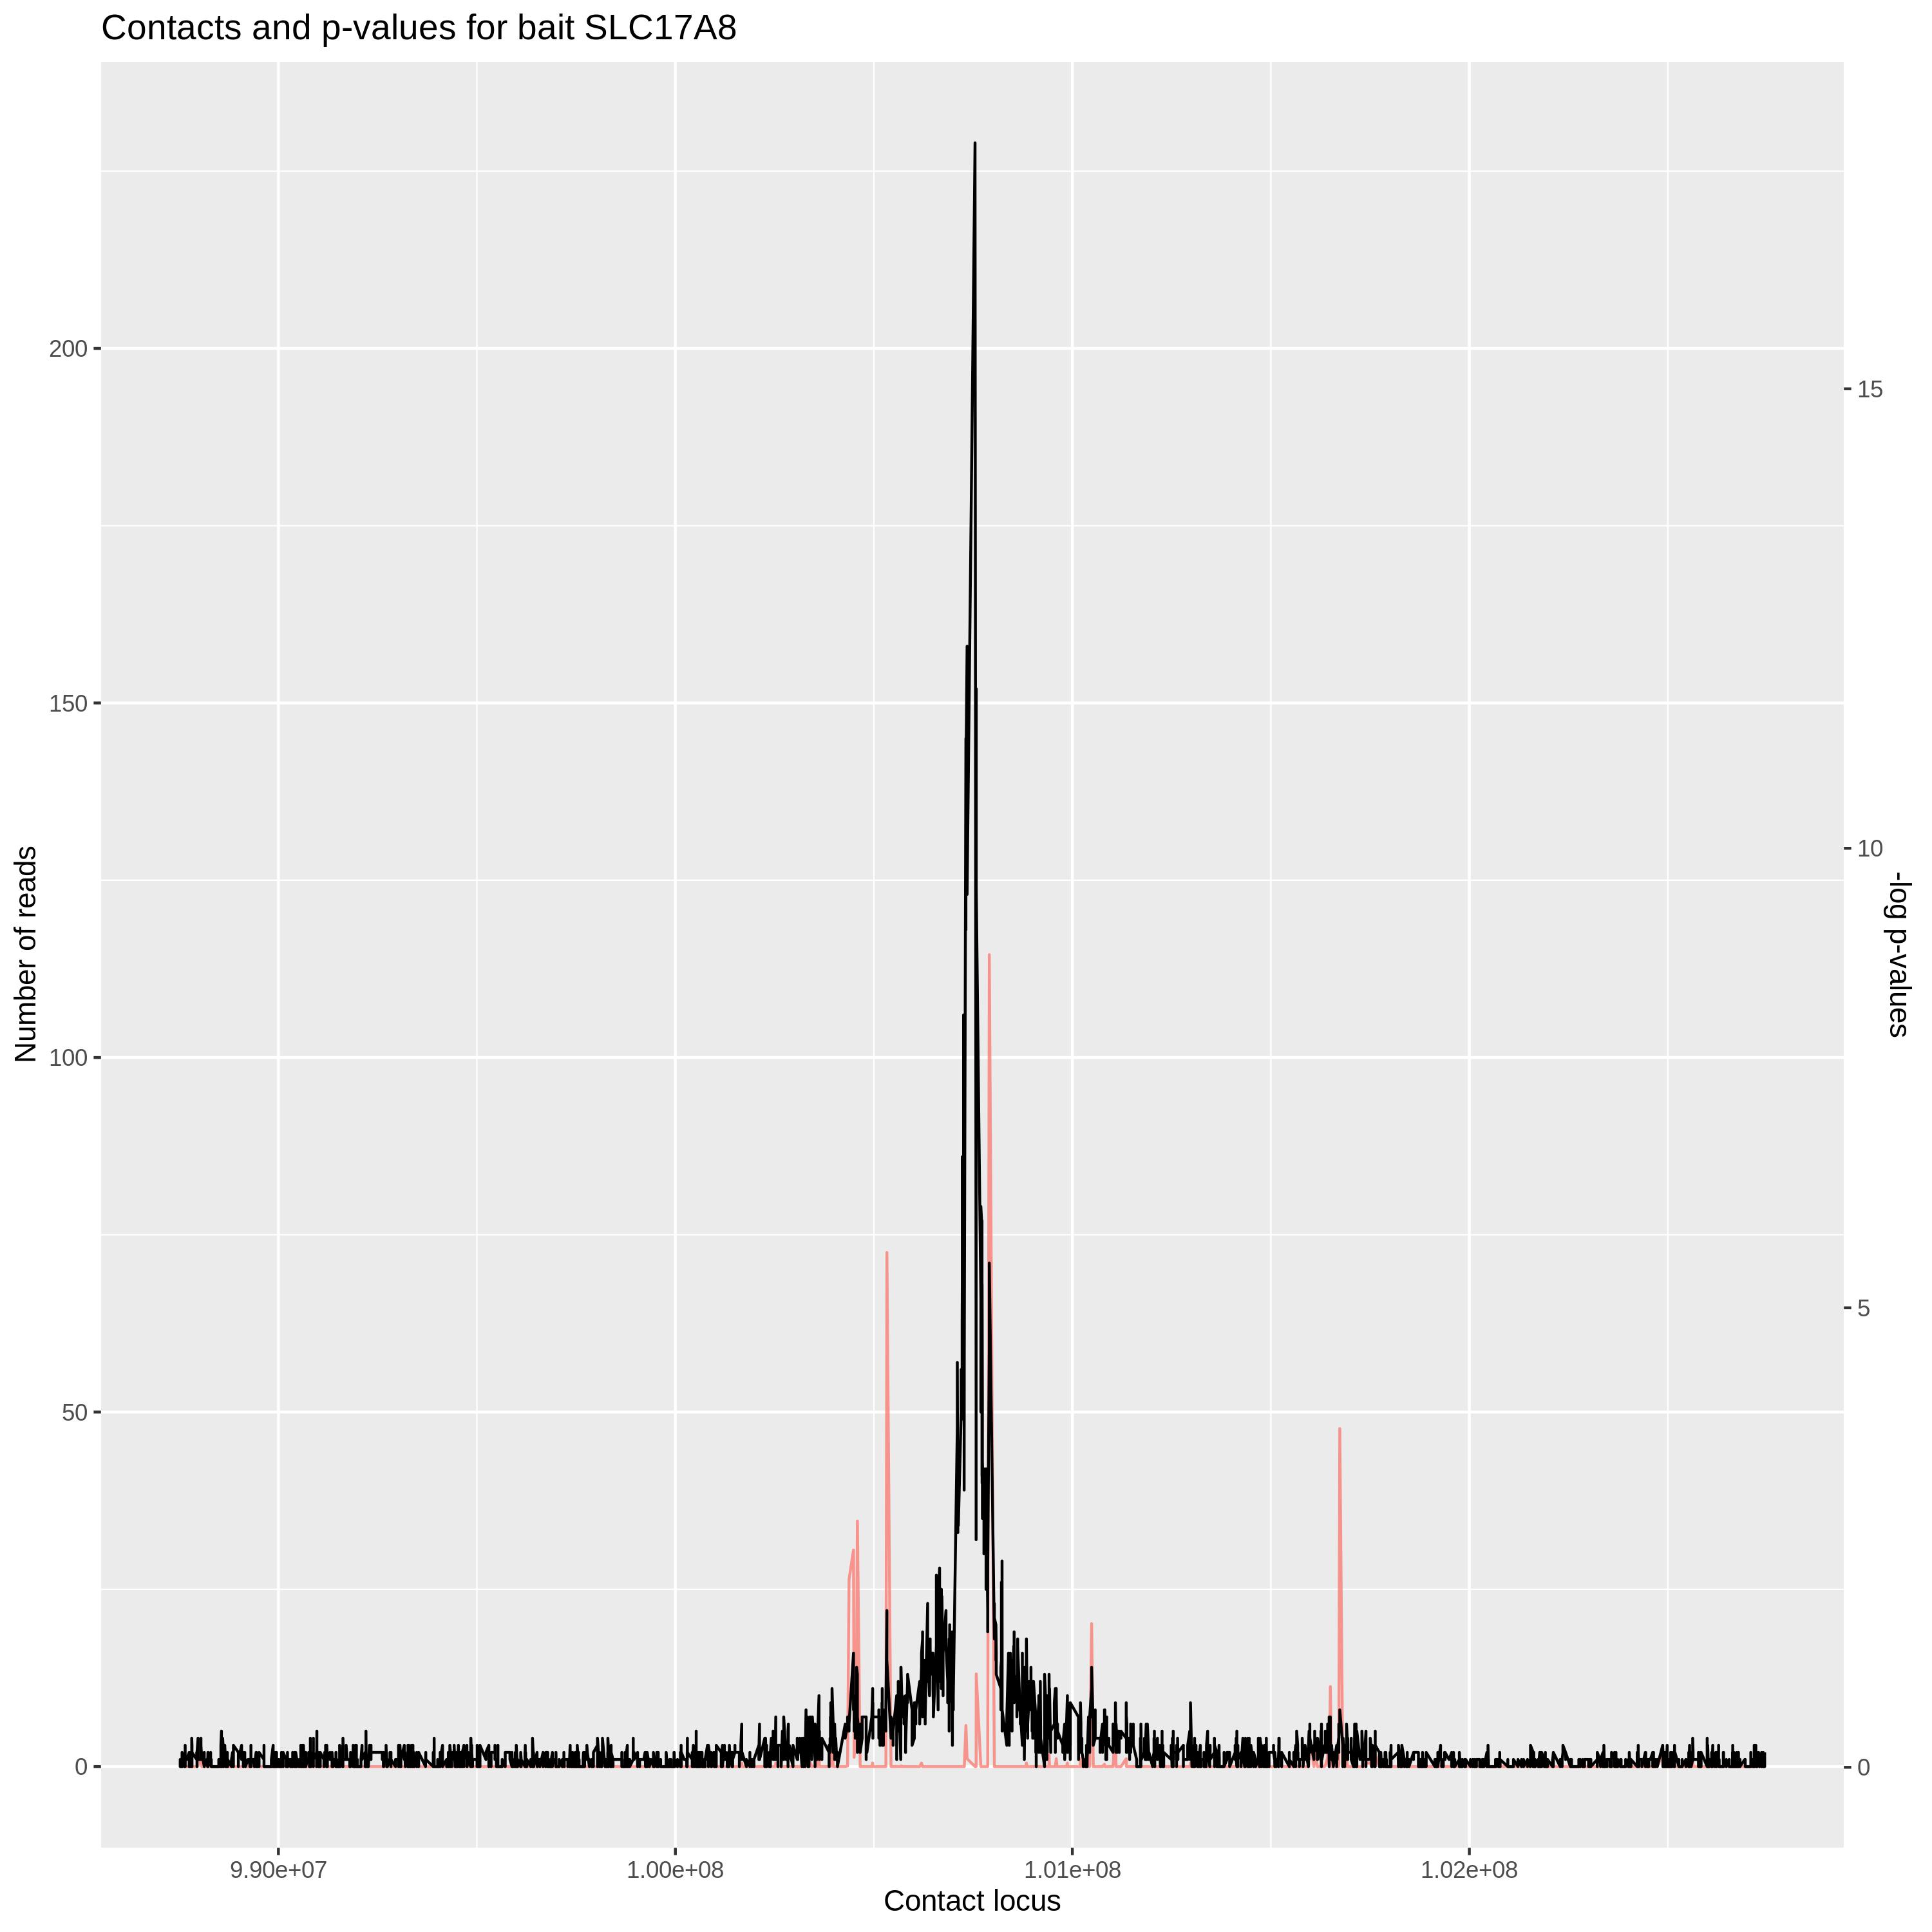 Contacts and p-values for bait SLC17A8
Number of reads
200
150
100
50
0
15
10
5
0
-log p-values
9.90e+07
1.00e+08
1.01e+08
1.02e+08
Contact locus